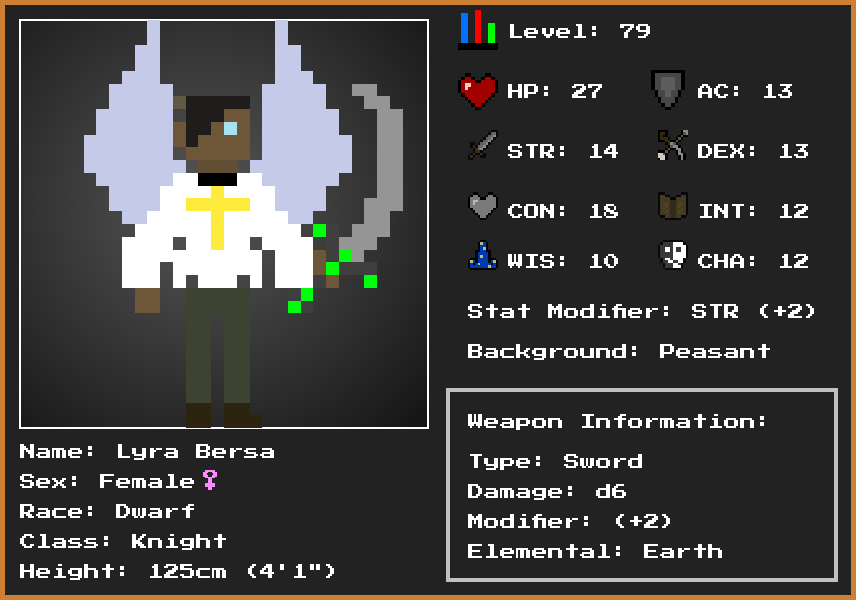 Level: 79
HP: 27
AC: 13
STR: 14
DEX: 13
CON: 18
INT: 12
WIS: 10
CHA: 12
Stat Modifier: STR (+2)
Background: Peasant
Weapon Information:
Type: Sword
Damage: d6
Modifier: (+2)
Elemental: Earth
Name: Lyra Bersa
Sex: Female♀
Race: Dwarf
Class: Knight
Height: 125cm (4'1")